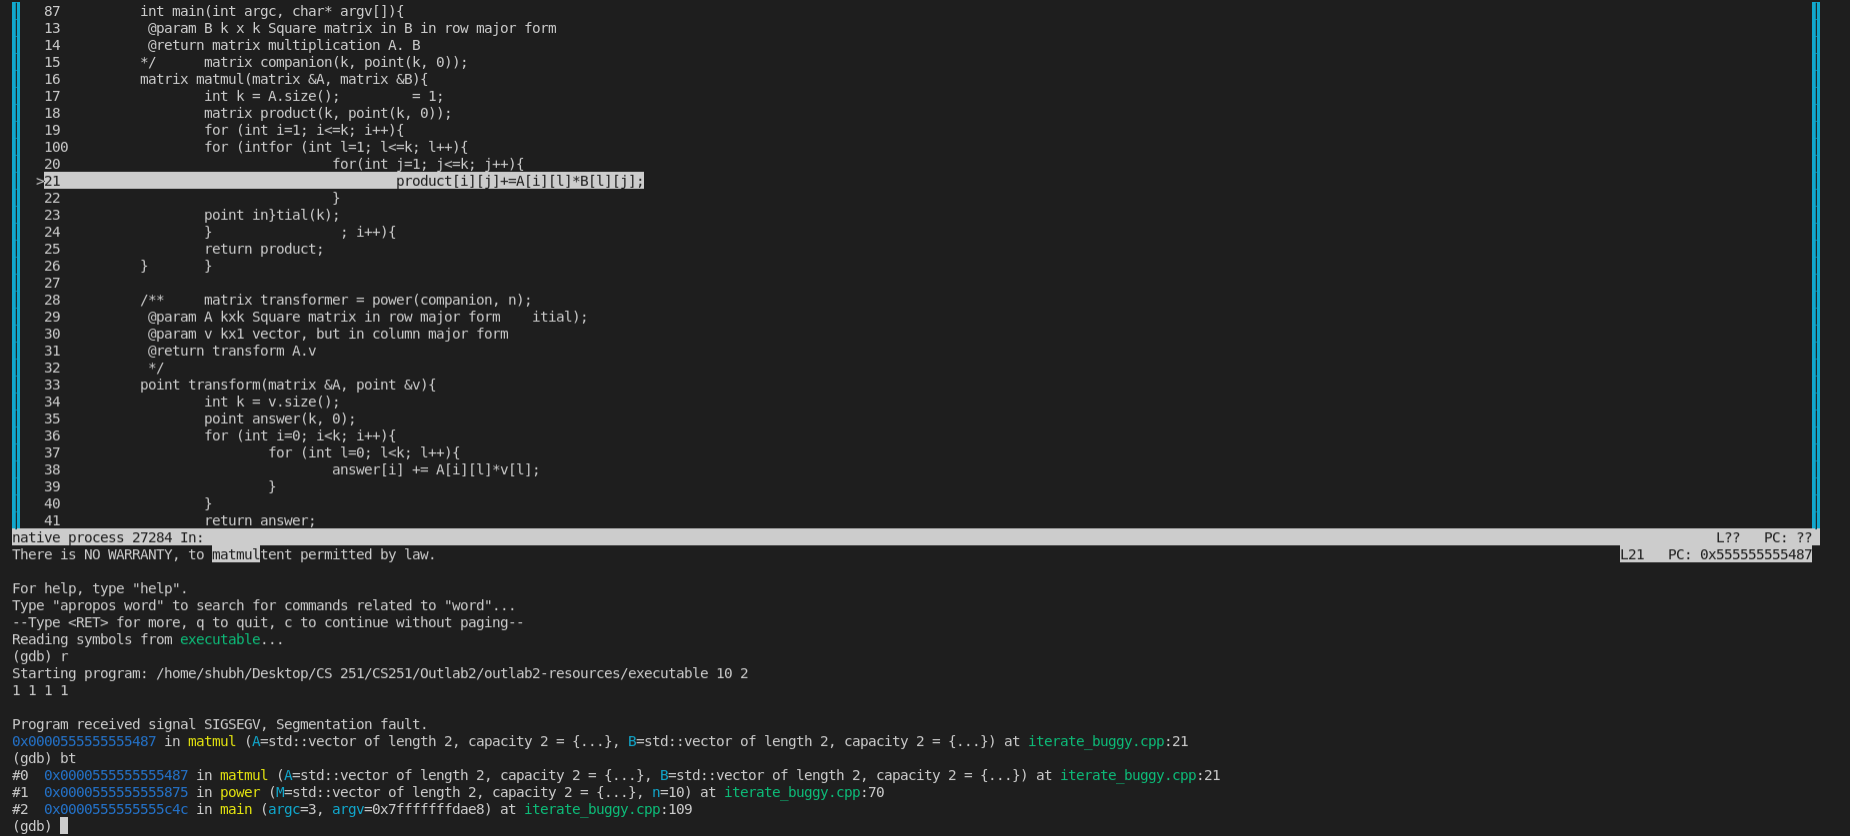 87          int main(int argc, char* argv[]){
13           @param B k x k Square matrix in B in row major form
14           @return matrix multiplication A. B
15          */      matrix companion(k, point(k, 0));
16          matrix matmul(matrix &A, matrix &B){
17                  int k = A.size();         = 1;
18                  matrix product(k, point(k, 0));
19                  for (int i=1; i<=k; i++){
100                 for (intfor (int l=1; l<=k; l++){
20                                  for(int j=1; j<=k; j++){
>21                                          product[i][j]+=A[i][l]*B[l][j];
22                                  }
23                  point in}tial(k);
24                  }                ; i++){
25                  return product;
26          }       }
27
28          /**     matrix transformer = power(companion, n);
29           @param A kxk Square matrix in row major form    itial);
30           @param v kx1 vector, but in column major form
31           @return transform A.v
32           */
33          point transform(matrix &A, point &v){
34                  int k = v.size();
35                  point answer(k, 0);
36                  for (int i=0; i<k; i++){
37                          for (int l=0; l<k; l++){
38                                  answer[i] += A[i][l]*v[l];
39                          }
40                  }
41                  return answer;
native process 27284 In:                                                                L??   PC: ??
There is NO WARRANTY, to matmultent permitted by law.                                   L21   PC: 0x555555555487
For help, type "help".
Type "apropos word" to search for commands related to "word"...
--Type <RET> for more, q to quit, c to continue without paging--
Reading symbols from executable...
(gdb) r
Starting program: /home/shubh/Desktop/CS 251/CS251/Outlab2/outlab2-resources/executable 10 2
1 1 1 1
Program received signal SIGSEGV, Segmentation fault.
0x0000555555555487 in matmul (A=std::vector of length 2, capacity 2 = {...}, B=std::vector of length 2, capacity 2 = {...}) at iterate_buggy.cpp:21
(gdb) bt
#0  0x0000555555555487 in matmul (A=std::vector of length 2, capacity 2 = {...}, B=std::vector of length 2, capacity 2 = {...}) at iterate_buggy.cpp:21
#1  0x0000555555555875 in power (M=std::vector of length 2, capacity 2 = {...}, n=10) at iterate_buggy.cpp:70
#2  0x0000555555555c4c in main (argc=3, argv=0x7fffffffdae8) at iterate_buggy.cpp:109
(gdb)